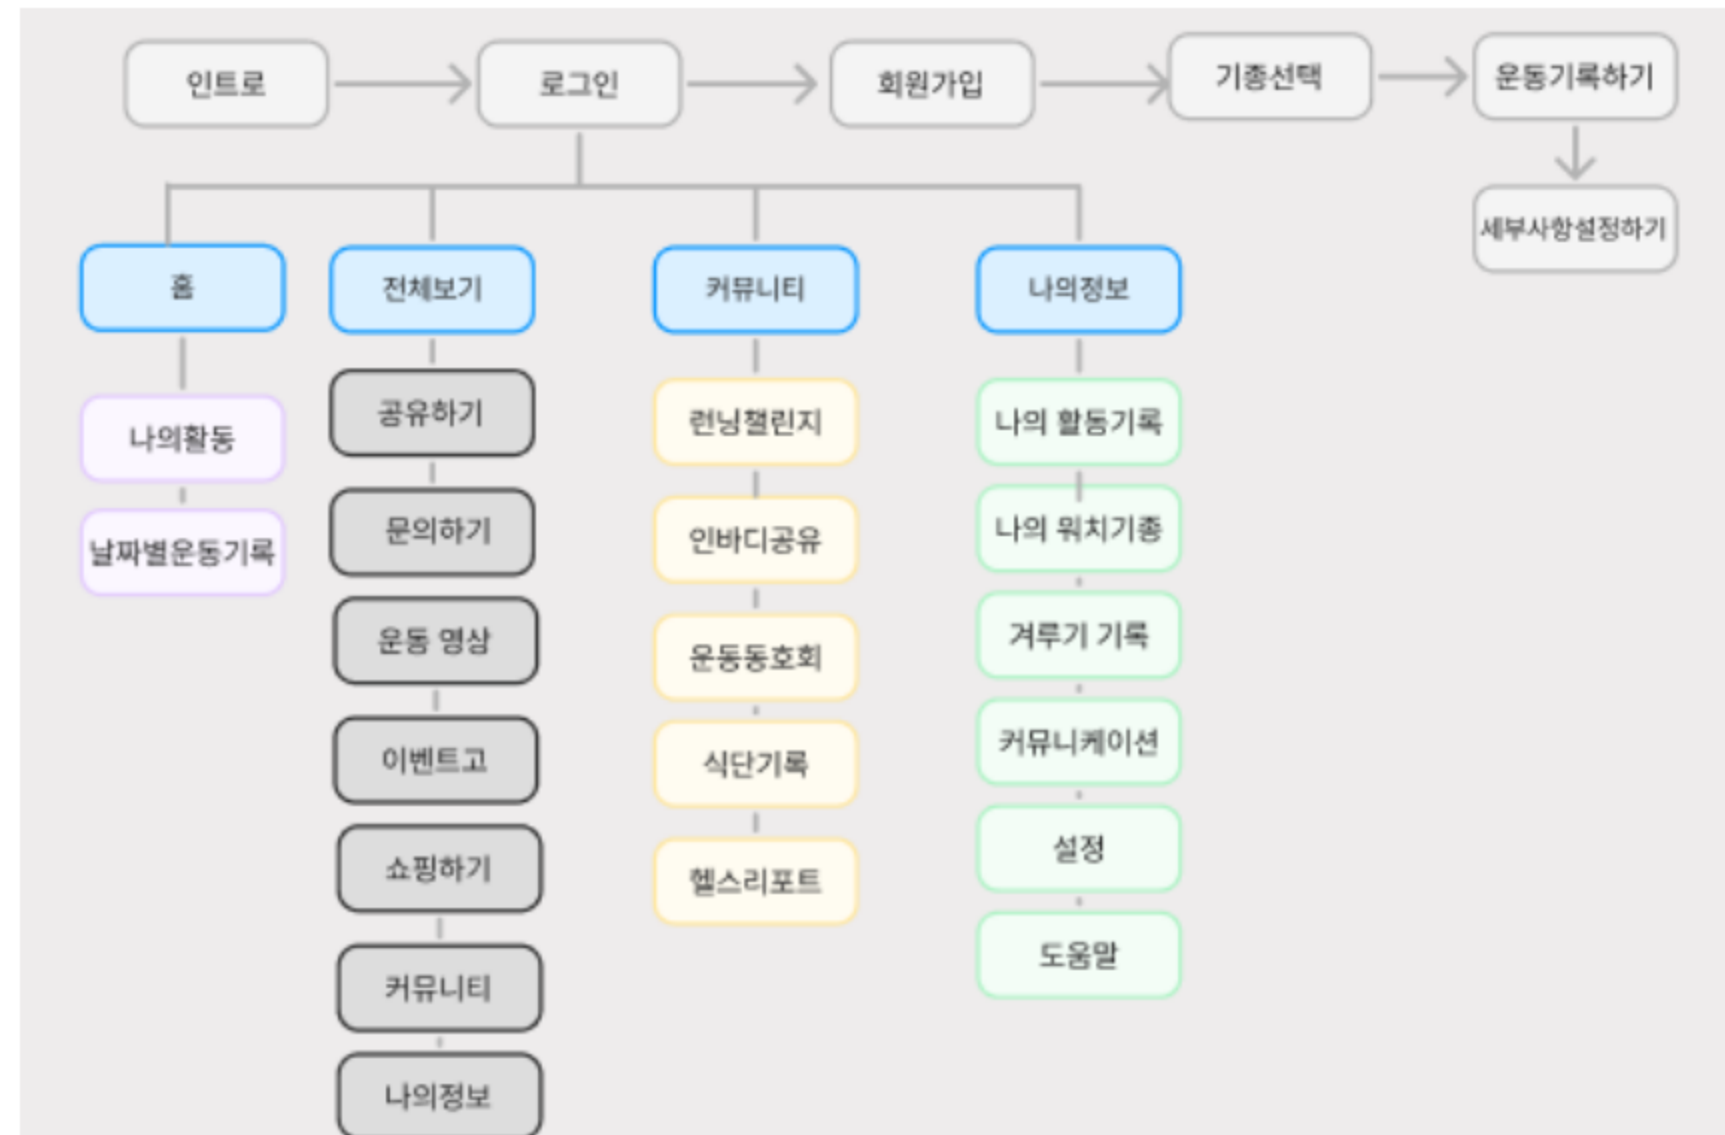 인트로
로그인
회원가입
기종선택
운동기록하기
세부사항설정하기
홈
전체보기
커뮤니티
나의정보
나의활동
날짜별운동기록
공유하기
문의하기
운동 영상
이벤트고
쇼핑하기
커뮤니티
나의정보
런닝챌린지
인바디공유
운동동호회
식단기록
헬스리포트
나의 활동기록
나의 워치기종
겨루기 기록
커뮤니케이션
설정
도움말